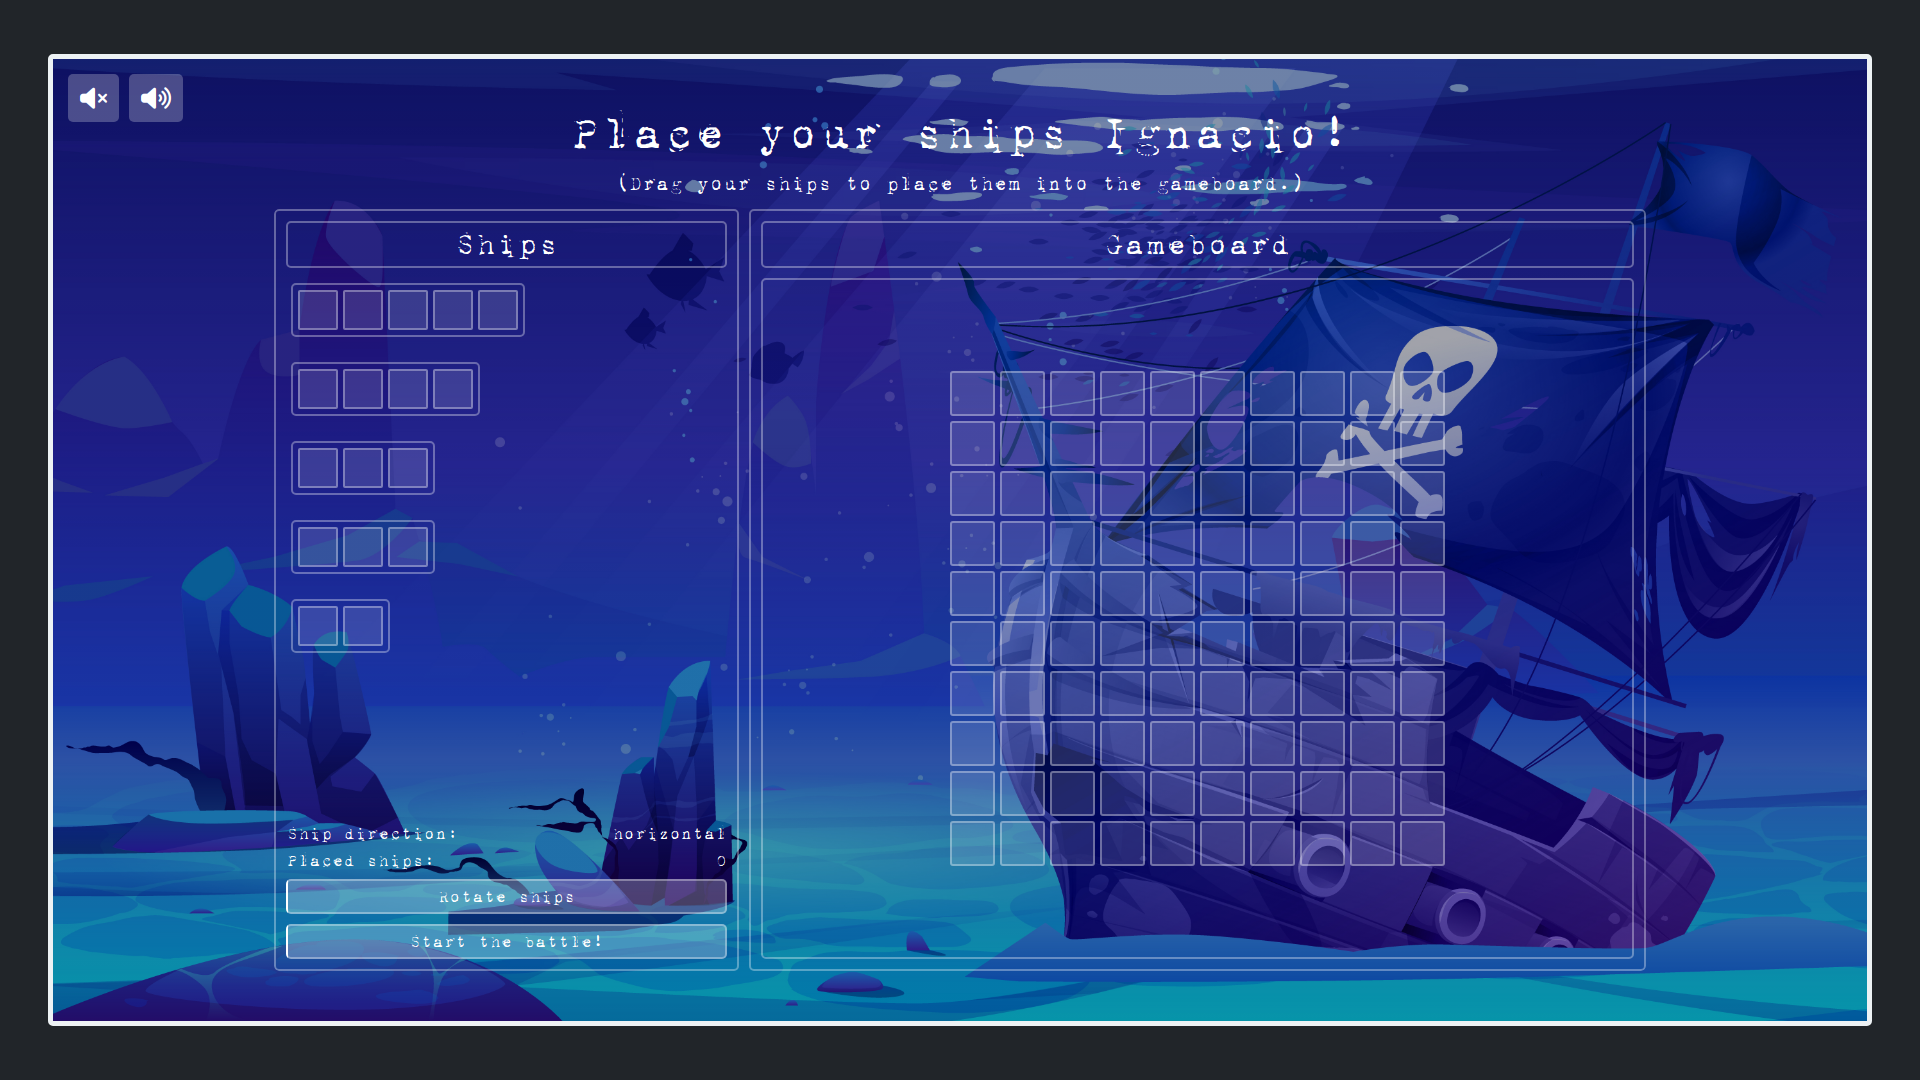 Place your ships Ignacio!
(Drag your ships to place them into the gameboard.)
Ships
Gameboard
Ship direction: horizontal
Placed ships: 0
Rotate ships
Start the battle!